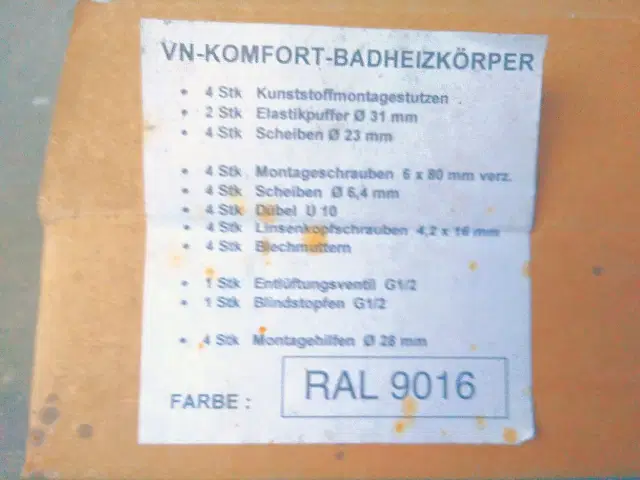 VN-KOMFORT-BADHEIZKÖRPER
• 4 Stk Kunststoffmontagestutzen
• 2 Stk Elastikpuffer Ø 31 mm
• 4 Stk Scheiben Ø 23 mm
• 4 Stk Montageschrauben 6 x 80 mm verz.
• 4 Stk Scheiben Ø 6,4 mm
• 4 Stk Dübel U 10
• 4 Stk Linsenkopfschrauben 4,2 x 16 mm
• 4 Stk Blechmuttern
• 1 Stk Entlüftungsventil G1/2
• 1 Stk Blindstopfen G1/2
• 4 Stk Montagehilfen Ø 28 mm
FARBE : RAL 9016